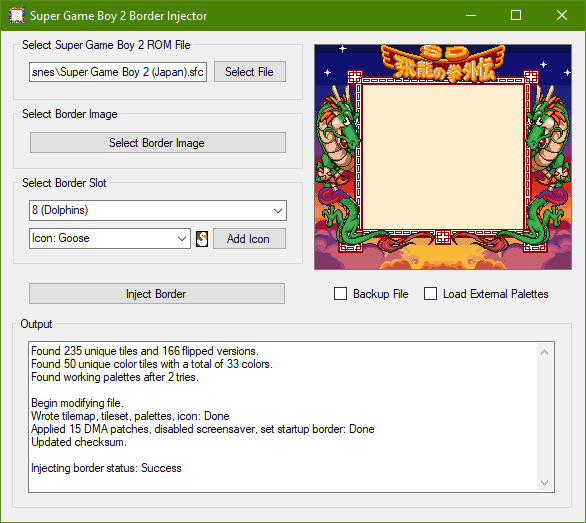 Super Game Boy 2 Border Injector
Select Super Game Boy 2 ROM File
snes\Super Game Boy 2 (Japan).sfc
Select File
Select Border Image
Select Border Image
Select Border Slot
8 (Dolphins)
Icon: Goose
Add Icon
Inject Border
SD
飛龍の拳外伝
Backup File
Load External Palettes
Output
Found 235 unique tiles and 166 flipped versions.
Found 50 unique color tiles with a total of 33 colors.
Found working palettes after 2 tries.
Begin modifying file.
Wrote tilemap, tileset, palettes, icon: Done
Applied 15 DMA patches, disabled screensaver, set startup border: Done
Updated checksum.
Injecting border status: Success